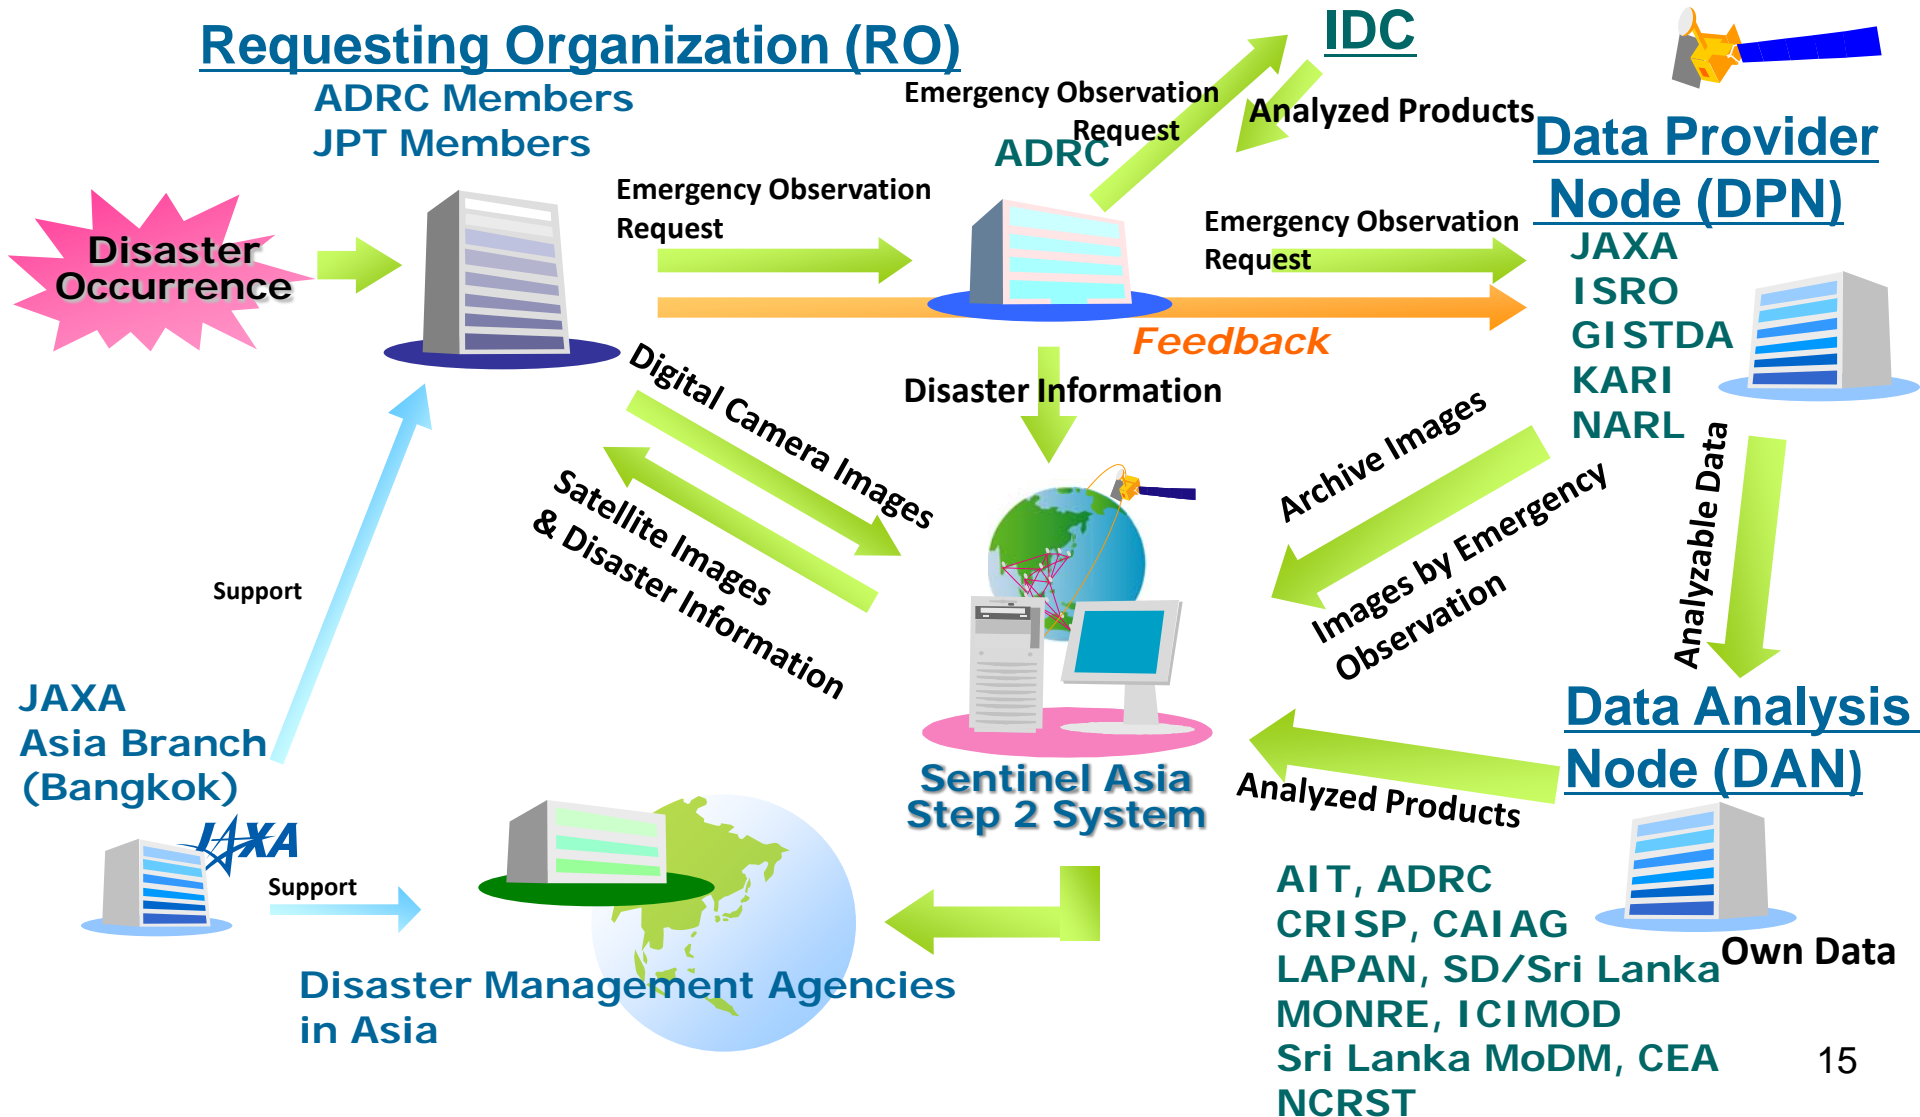 Requesting Organization (RO)
ADRC Members
JPT Members
IDC
Emergency Observation
Request
Analyzed Products
ADRC
Data Provider
Node (DPN)
JAXA
ISRO
GISTDA
KARI
NARL
Disaster
Occurrence
Emergency Observation
Request
Emergency Observation
Request
Feedback
Disaster Information
Digital Camera Images
Satellite Images
& Disaster Information
Archive Images
Images by Emergency
Observation
Analyzable Data
Support
JAXA
Asia Branch
(Bangkok)
JAXA
Support
Sentinel Asia
Step 2 System
Analyzed Products
Data Analysis
Node (DAN)
Own Data
AIT, ADRC
CRISP, CAIAG
LAPAN, SD/Sri Lanka
MONRE, ICIMOD
Sri Lanka MoDM, CEA
NCRST
Disaster Management Agencies
in Asia
15